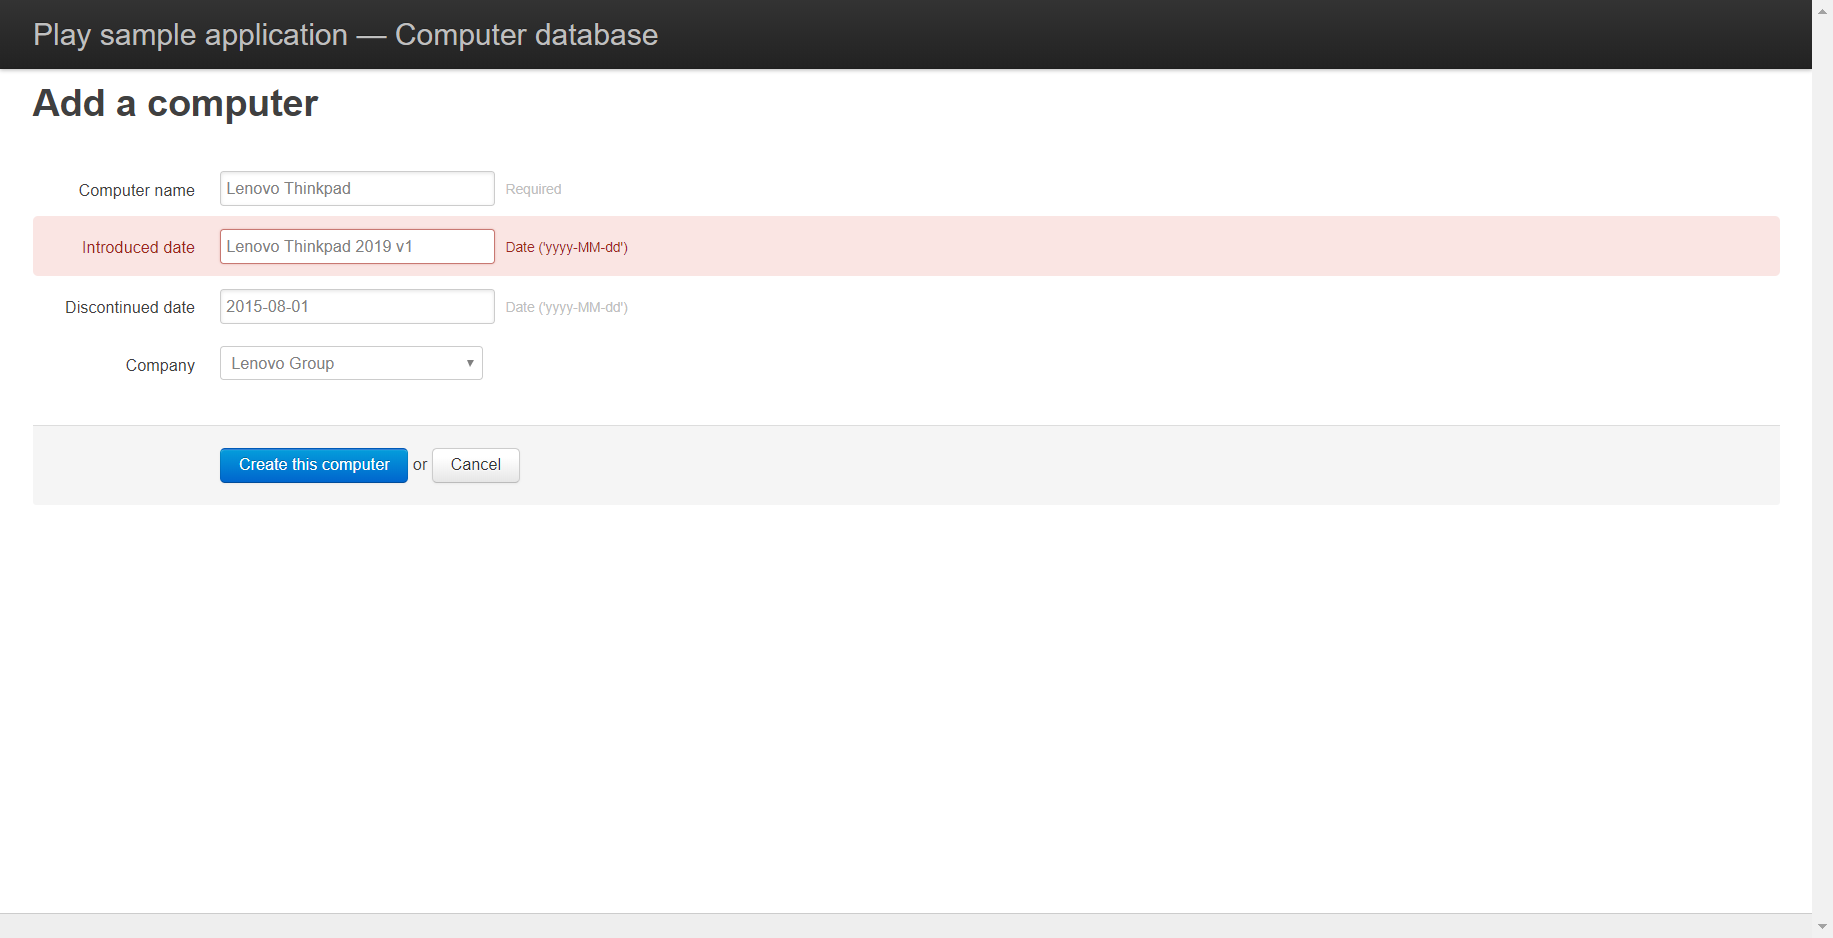 Play sample application — Computer database
Add a computer
Computer name Lenovo Thinkpad Required
Introduced date Lenovo Thinkpad 2019 v1 Date ('yyyy-MM-dd')
Discontinued date 2015-08-01 Date ('yyyy-MM-dd')
Company Lenovo Group
Create this computer or Cancel